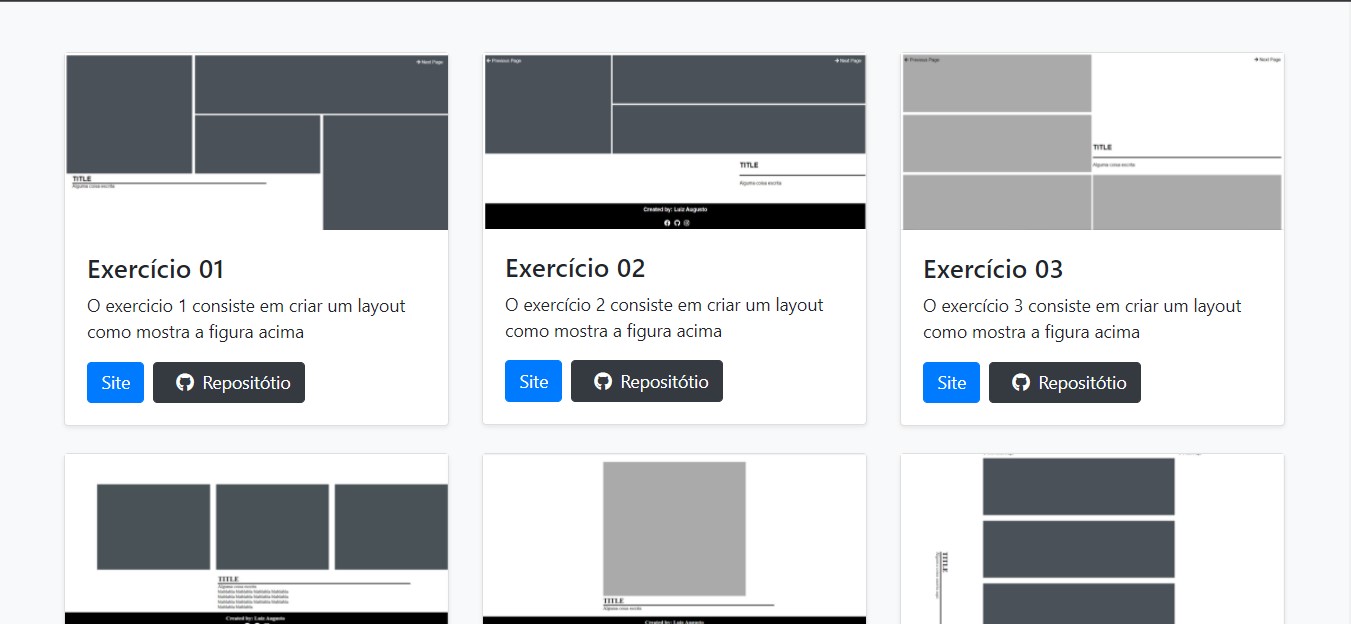 → Next Page
TITLE
Alguma coisa escrita
Exercício 01
O exercicio 1 consiste em criar um layout
como mostra a figura acima
Site
Repositótio
← Previous Page
→ Next Page
TITLE
Alguma coisa escrita
Created by: Luiz Augusto
Exercício 02
O exercício 2 consiste em criar um layout
como mostra a figura acima
Site
Repositótio
← Previous Page
→ Next Page
TITLE
Alguma coisa escrita
Exercício 03
O exercício 3 consiste em criar um layout
como mostra a figura acima
Site
Repositótio
TITLE
Alguma coisa escrita
Created by: Luiz Augusto
TITLE
Alguma coisa escrita
Created by: Luiz Augusto
TITLE